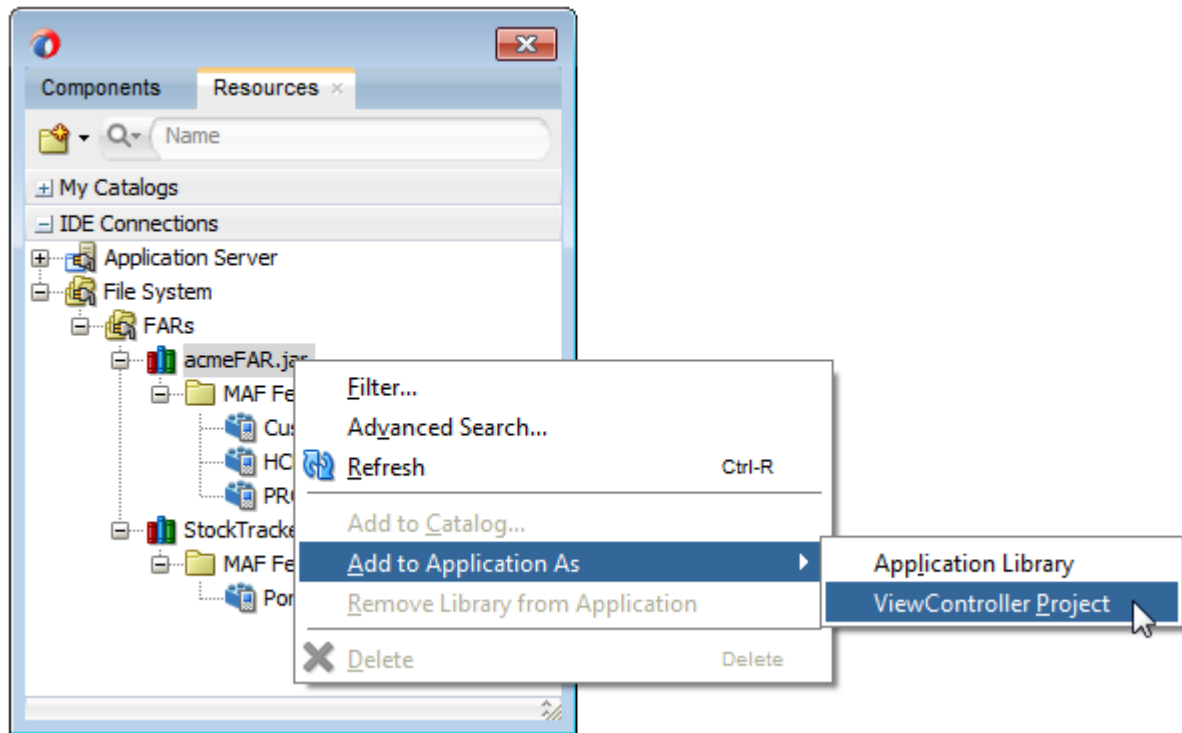 Components Resources
Name
My Catalogs
IDE Connections
Application Server
File System
FARs
acmeFAR.jar
MAF Fe
Cus
HC
PR
StockTracke
MAF Fe
Por
Filter...
Advanced Search...
Refresh Ctrl-R
Add to Catalog...
Add to Application As
Remove Library from Application
Delete Delete
Application Library
ViewController Project